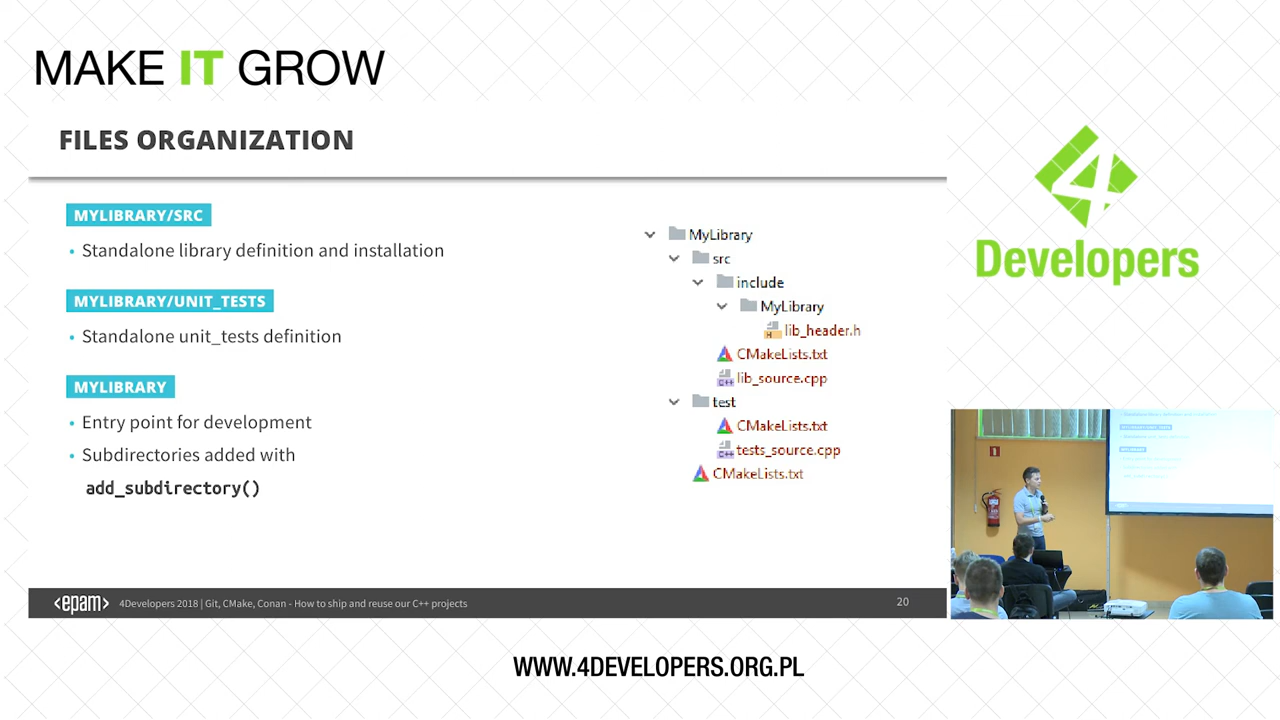 MAKE IT GROW
FILES ORGANIZATION
MYLIBRARY/SRC
• Standalone library definition and installation
MYLIBRARY/UNIT_TESTS
• Standalone unit_tests definition
MYLIBRARY
• Entry point for development
• Subdirectories added with
add_subdirectory()
MyLibrary
src
include
MyLibrary
lib_header.h
CMakeLists.txt
lib_source.cpp
test
CMakeLists.txt
tests_source.cpp
CMakeLists.txt
<epam> 4Developers 2018 | Git, CMake, Conan - How to ship and reuse our C++ projects 20
4
Developers
WWW.4DEVELOPERS.ORG.PL